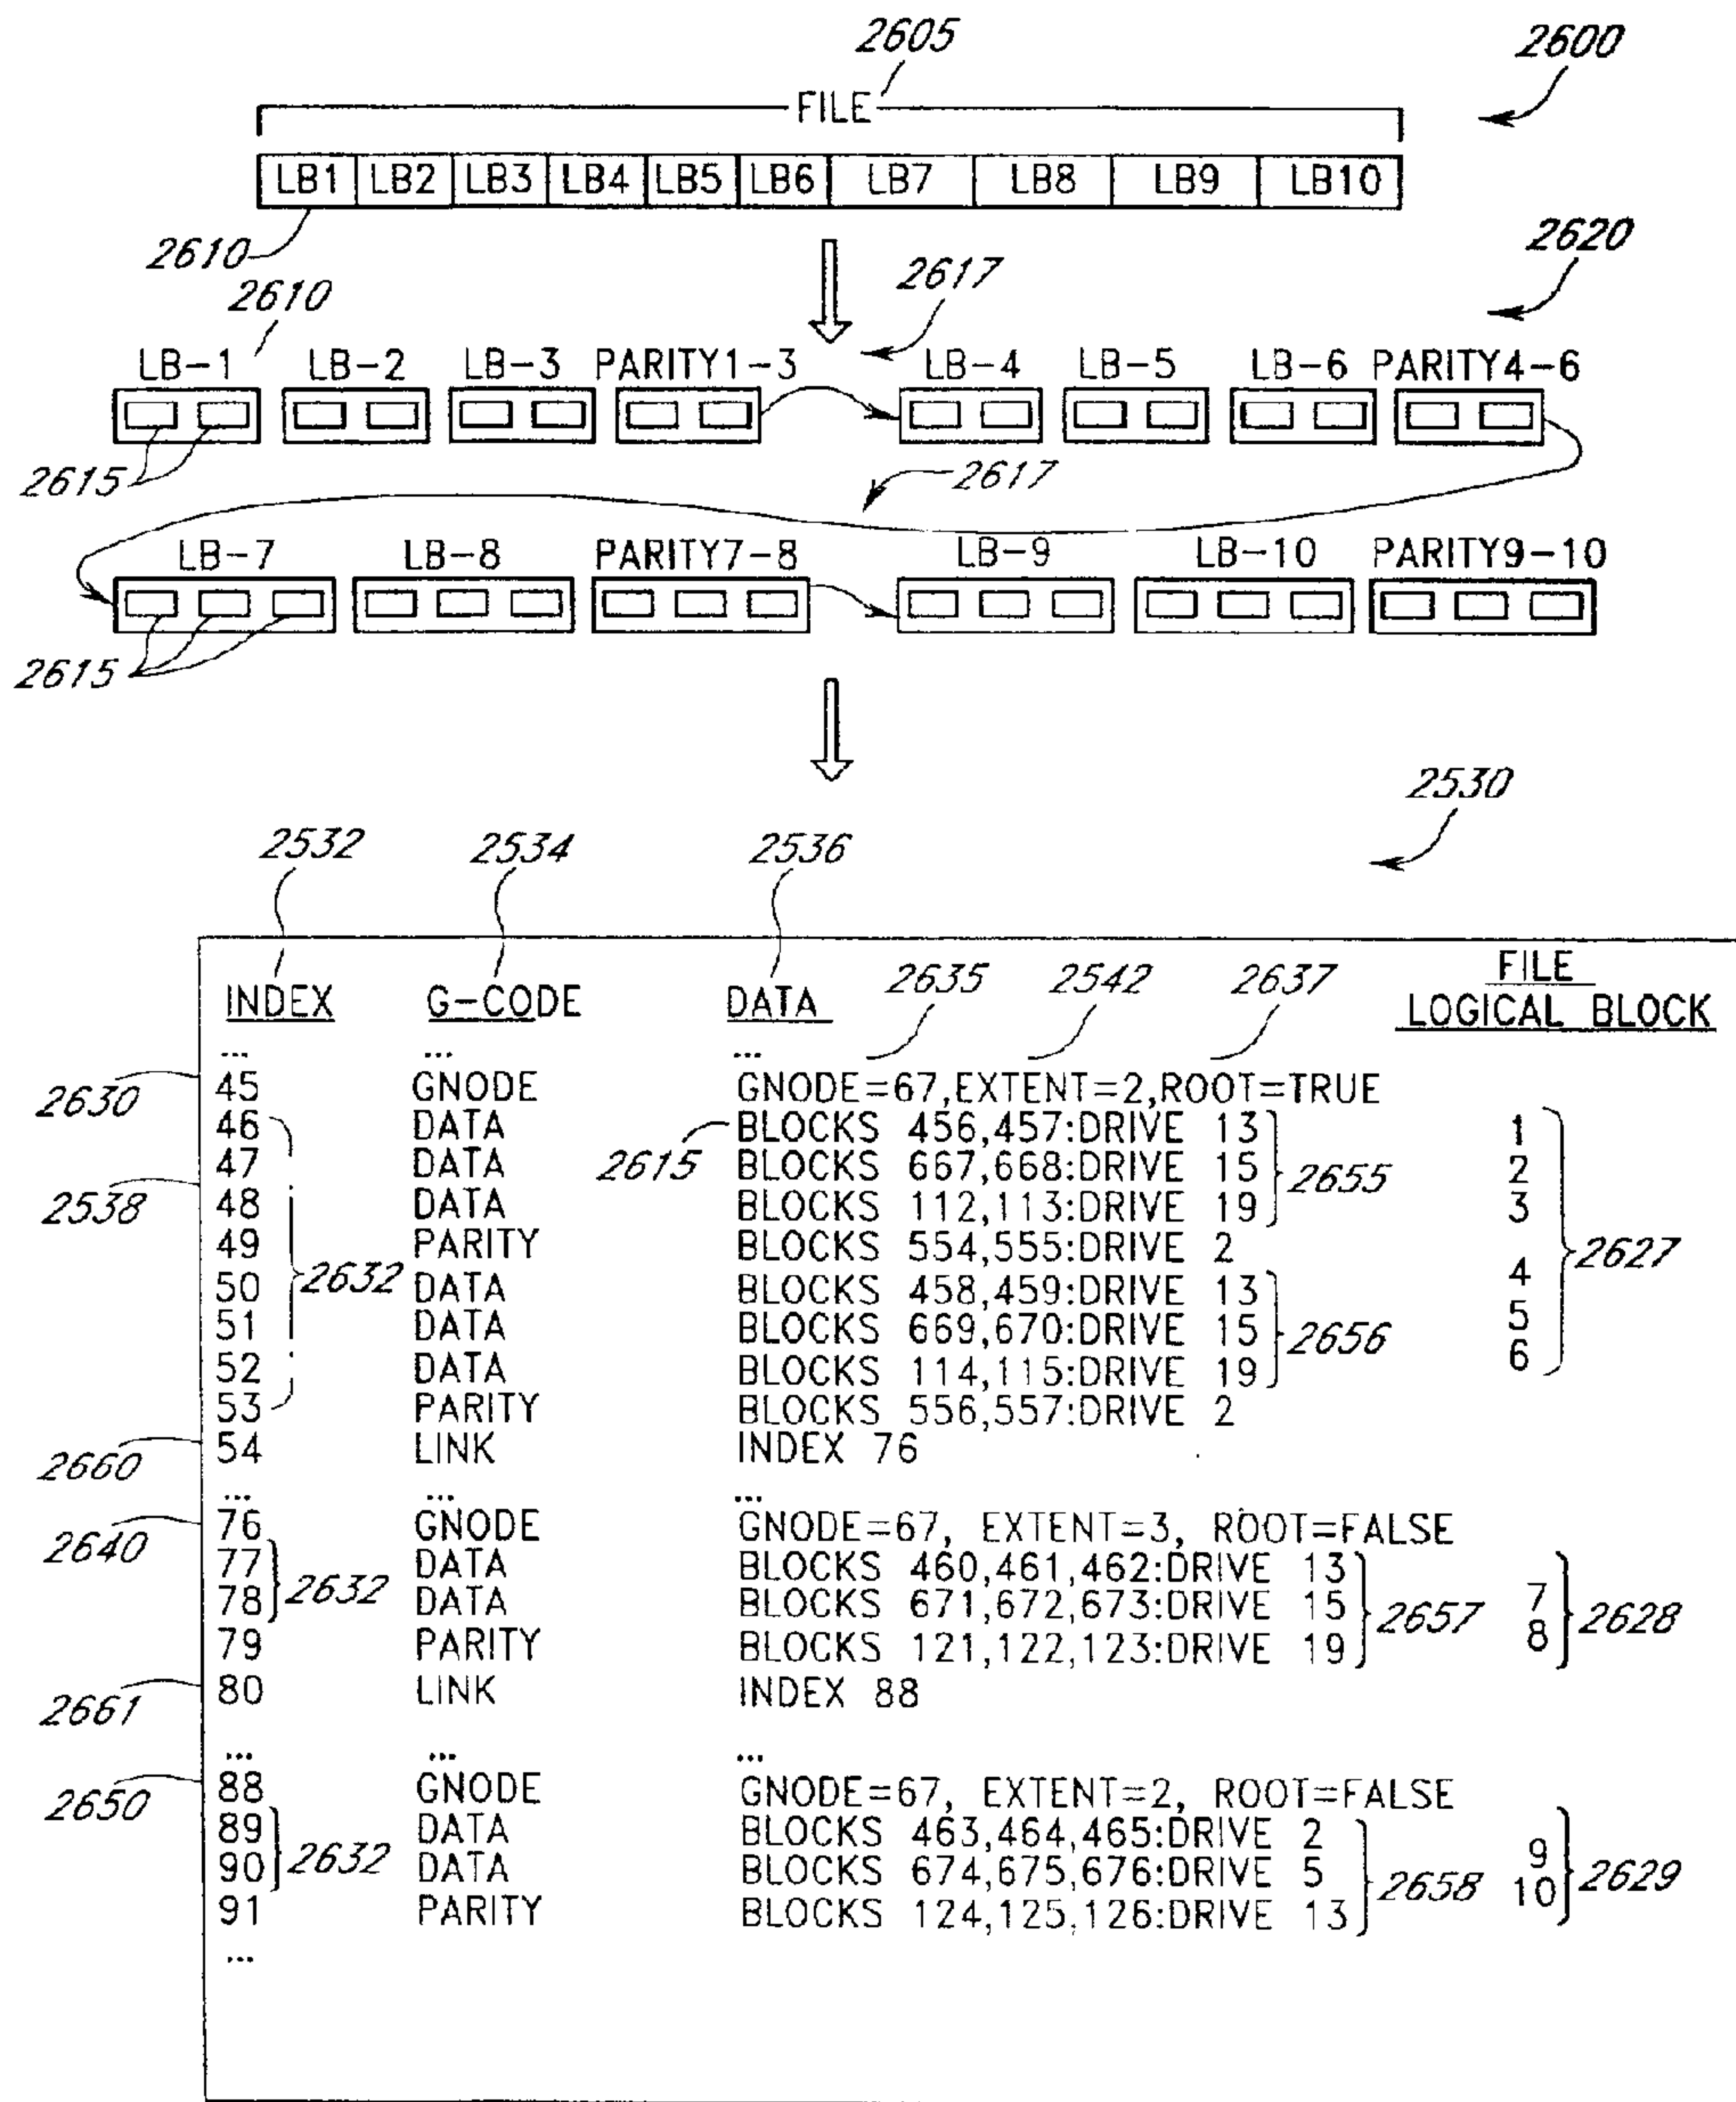 2605
2600
FILE
LB1 LB2 LB3 LB4 LB5 LB6 LB7 LB8 LB9 LB10
2610
2620
2610
2617
LB-1 LB-2 LB-3 PARITY1-3 LB-4 LB-5 LB-6 PARITY4-6
2615
2617
LB-7 LB-8 PARITY7-8 LB-9 LB-10 PARITY9-10
2615
2530
2532 2534 2536
INDEX G-CODE DATA 2635 2542 2637 FILE
LOGICAL BLOCK
... ... ...
2630 45 GNODE GNODE=67,EXTENT=2,ROOT=TRUE
46 DATA BLOCKS 456,457:DRIVE 13 1
47 DATA 2615 BLOCKS 667,668:DRIVE 15 2655 2
2538 48 DATA BLOCKS 112,113:DRIVE 19 3
49 PARITY BLOCKS 554,555:DRIVE 2 2627
50 2632 DATA BLOCKS 458,459:DRIVE 13 4
51 DATA BLOCKS 669,670:DRIVE 15 2656 5
52 DATA BLOCKS 114,115:DRIVE 19 6
53 PARITY BLOCKS 556,557:DRIVE 2
2660 54 LINK INDEX 76
... ... ...
2640 76 GNODE GNODE=67, EXTENT=3, ROOT=FALSE
77 2632 DATA BLOCKS 460,461,462:DRIVE 13 7
78 DATA BLOCKS 671,672,673:DRIVE 15 2657 8 2628
79 PARITY BLOCKS 121,122,123:DRIVE 19
2661 80 LINK INDEX 88
... ... ...
2650 88 GNODE GNODE=67, EXTENT=2, ROOT=FALSE
89 2632 DATA BLOCKS 463,464,465:DRIVE 2 9
90 DATA BLOCKS 674,675,676:DRIVE 5 2658 10 2629
91 PARITY BLOCKS 124,125,126:DRIVE 13
...